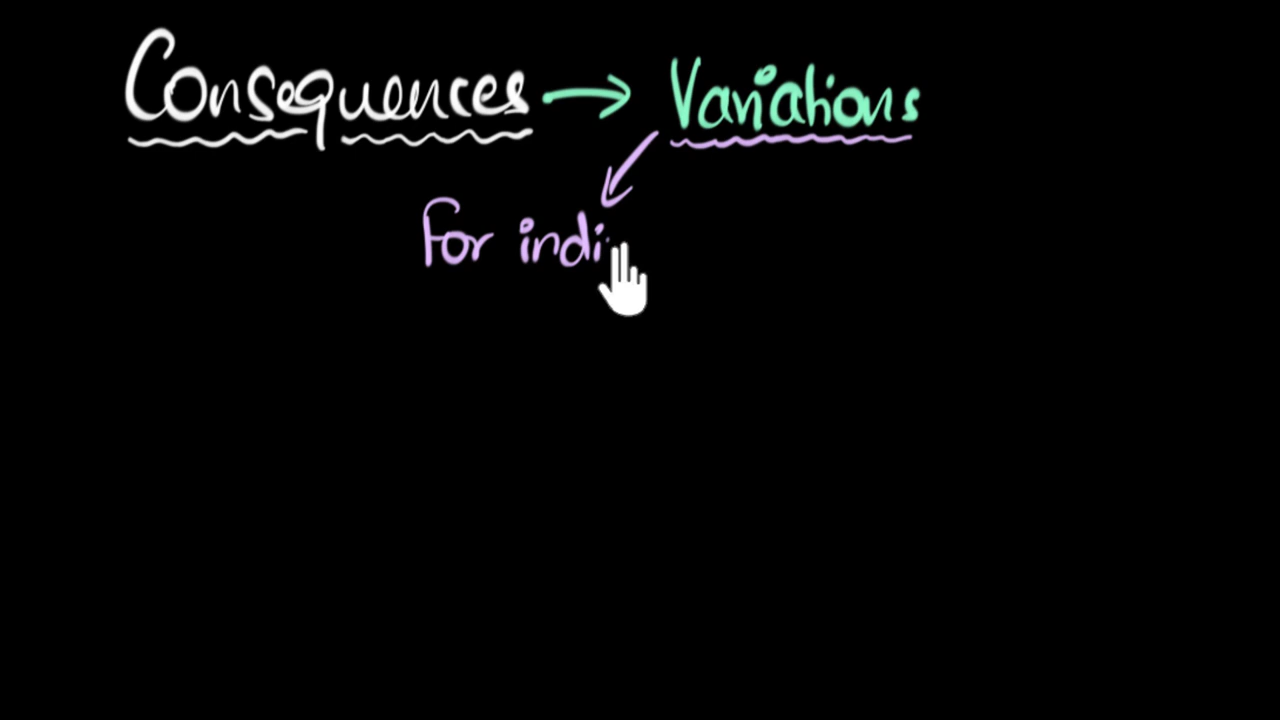 Consequences → Variations
For indi